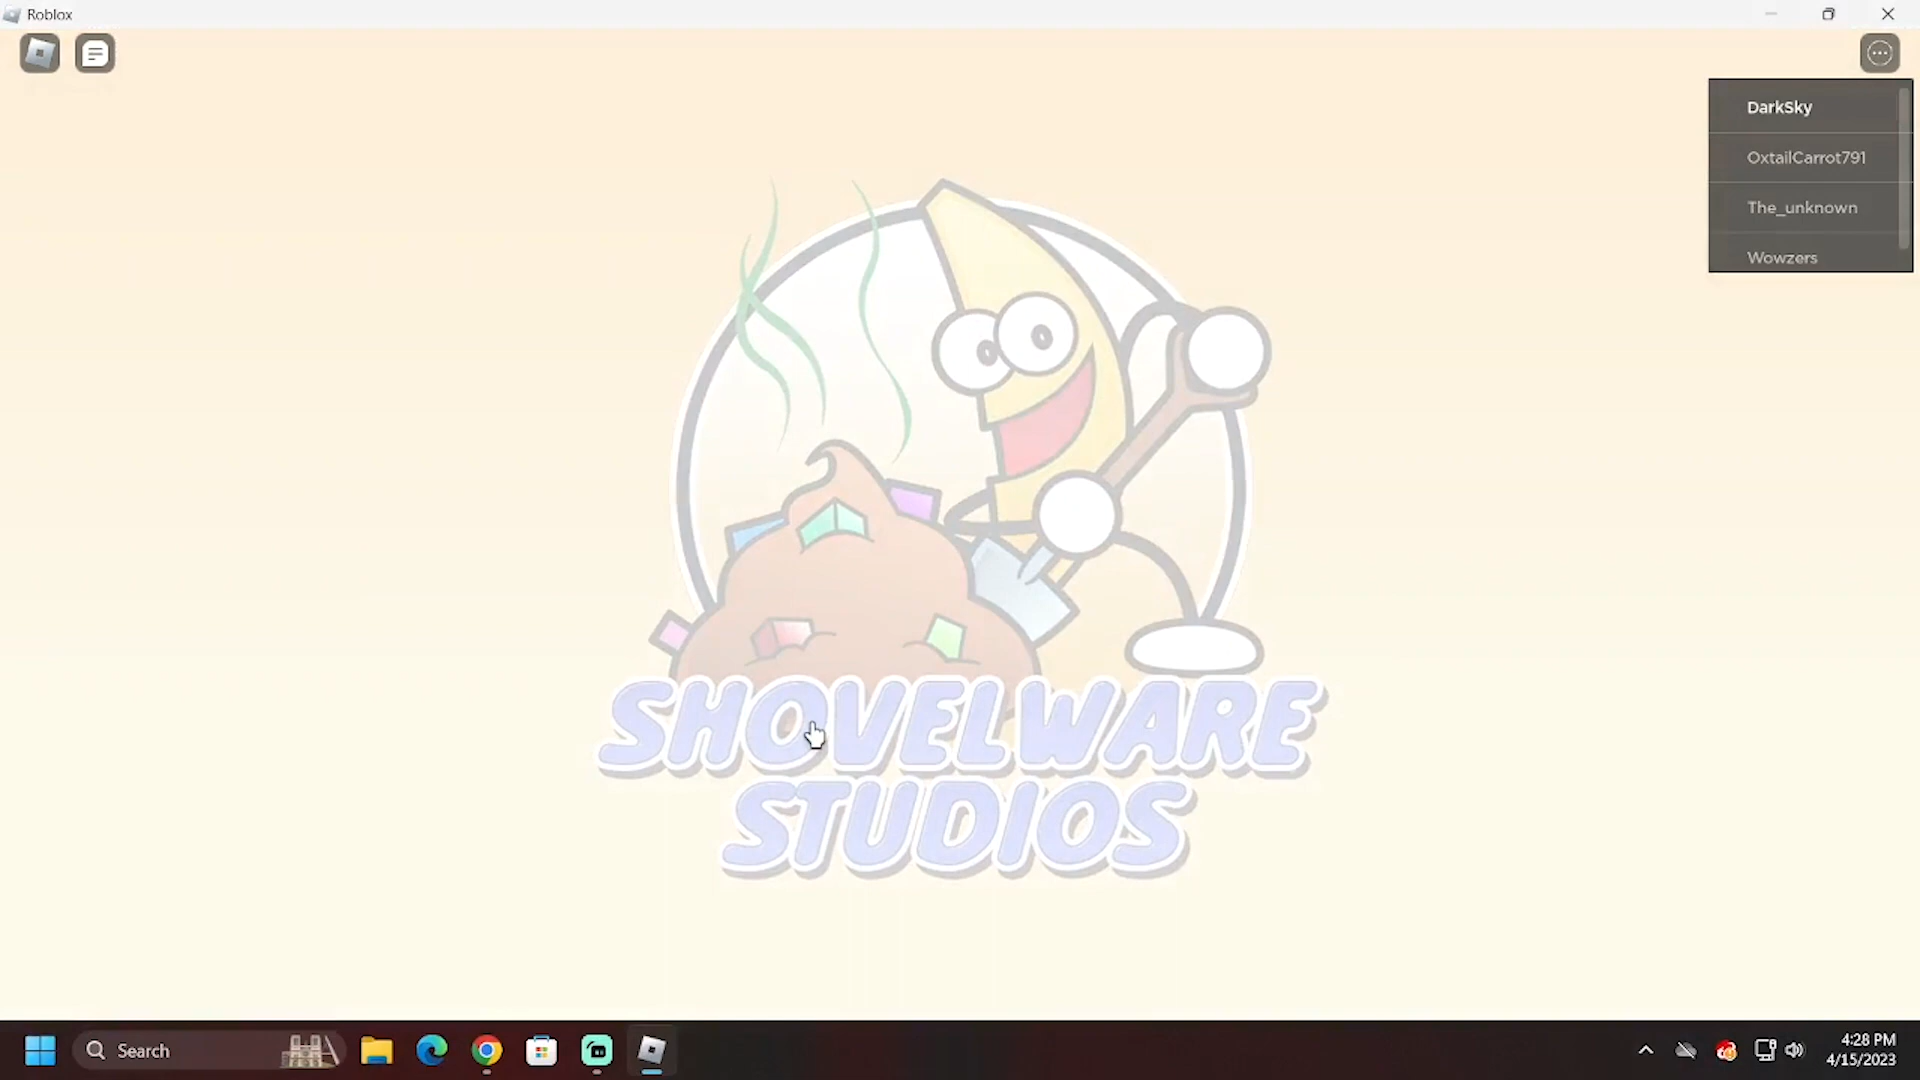 Roblox
DarkSky
OxtailCarrot791
The_unknown
Wowzers
SHOVELWARE
STUDIOS
Search
4:28 PM
4/15/2023